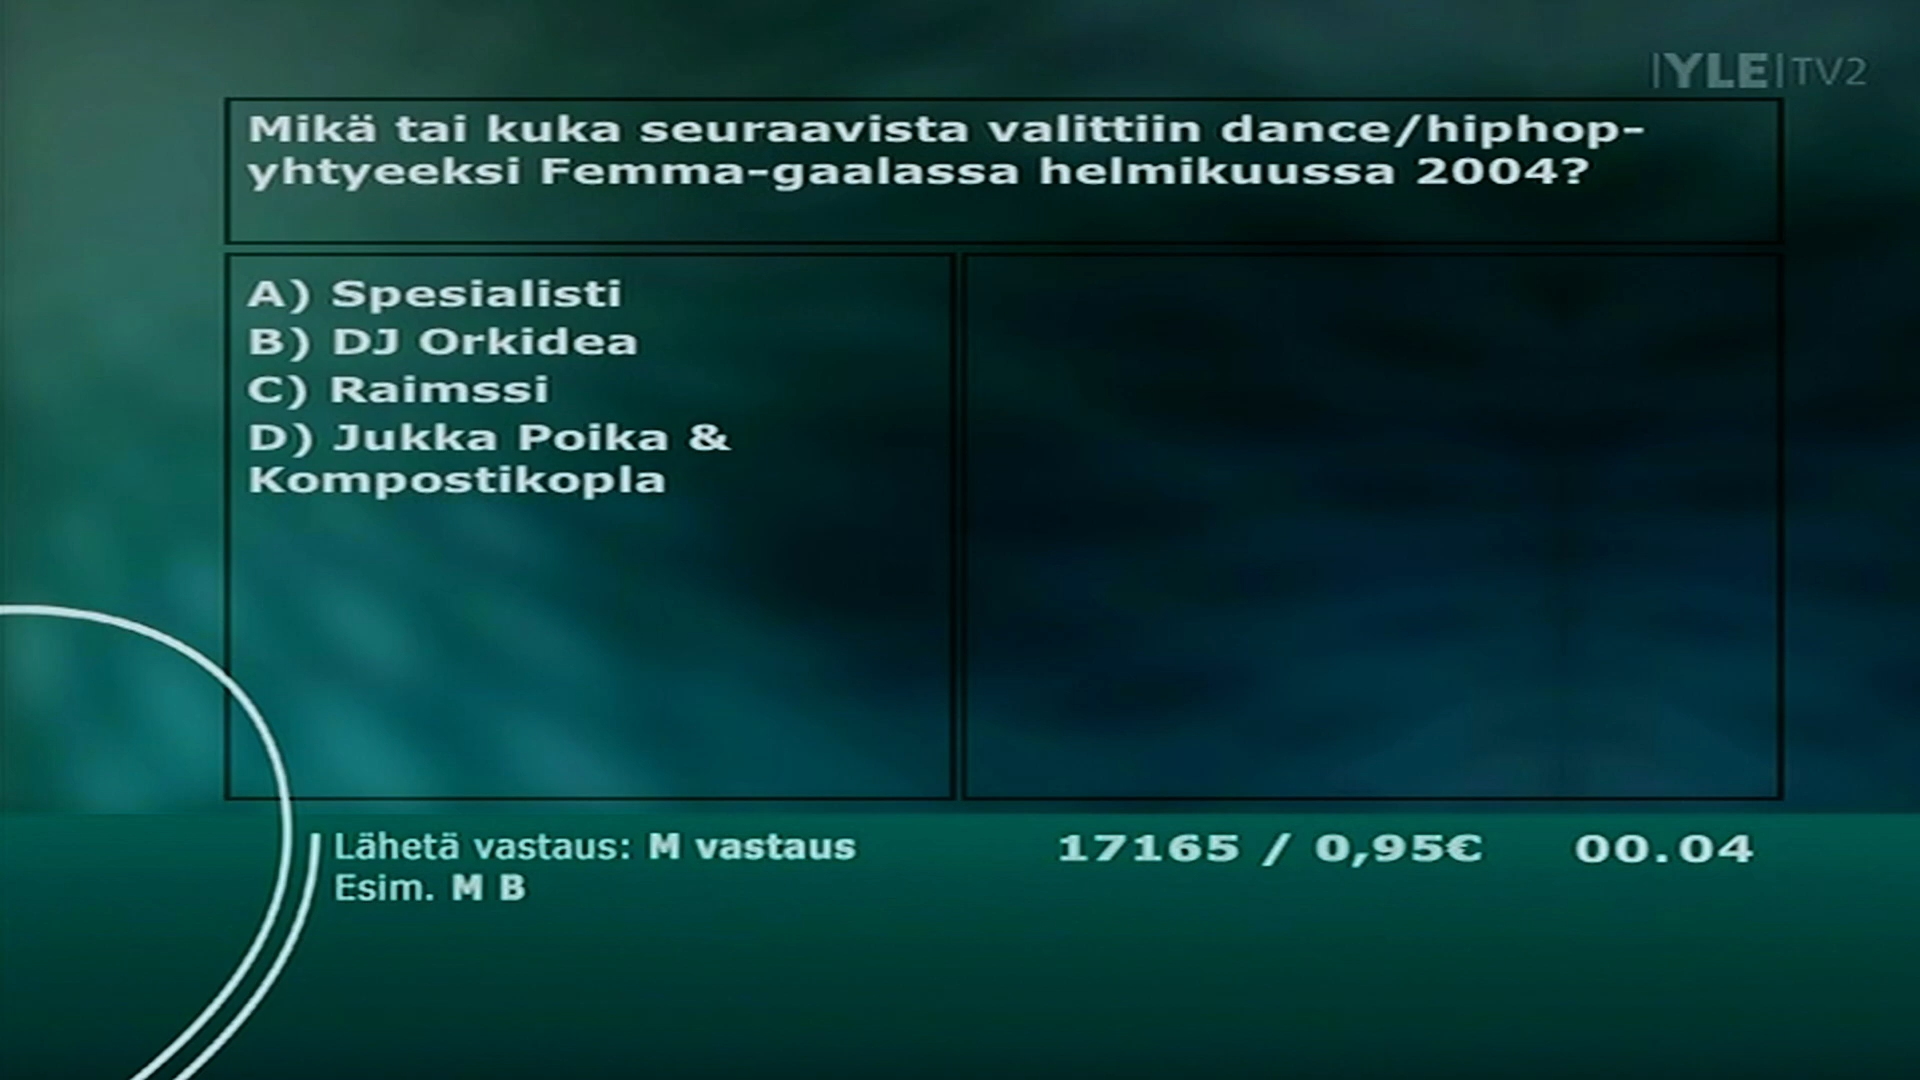 YLE TV2
Mikä tai kuka seuraavista valittiin dance/hiphop-
yhtyeeksi Femma-gaalassa helmikuussa 2004?
A) Spesialisti
B) DJ Orkidea
C) Raimssi
D) Jukka Poika &
Kompostikopla
Lähetä vastaus: M vastaus
Esim. M B
17165 / 0,95€
00.04